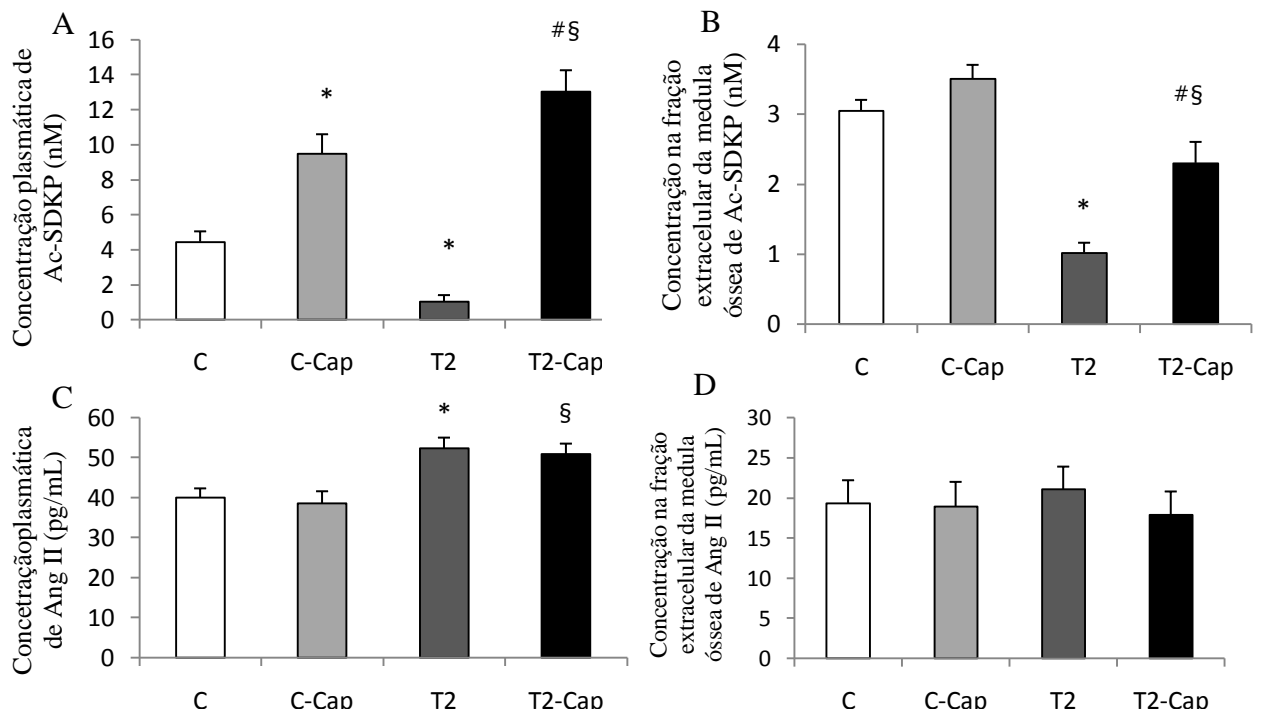 A
Concentração plasmática de
Ac-SDKP (nM)
16
14
12
10
8
6
4
2
0
*
*
#§
C C-Cap T2 T2-Cap
B
Concentração na fração
extracelular da medula
óssea de Ac-SDKP (nM)
4
3
2
1
0
*
#§
C C-Cap T2 T2-Cap
C
Concetraçãoplasmática
de Ang II (pg/mL)
60
50
40
30
20
10
0
*
§
C C-Cap T2 T2-Cap
D
Concentração na fração
extracelular da medula
óssea de Ang II (pg/mL)
30
25
20
15
10
5
0
C C-Cap T2 T2-Cap